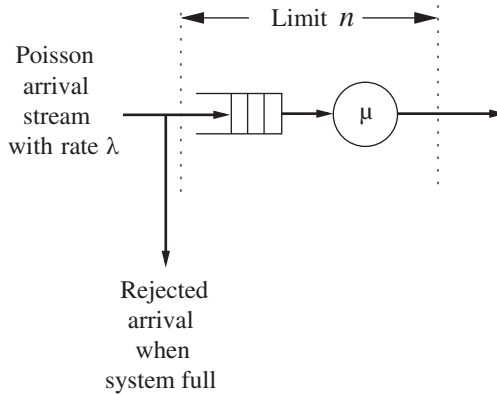 Limit n
Poisson
arrival
stream
with rate λ
μ
Rejected
arrival
when
system full